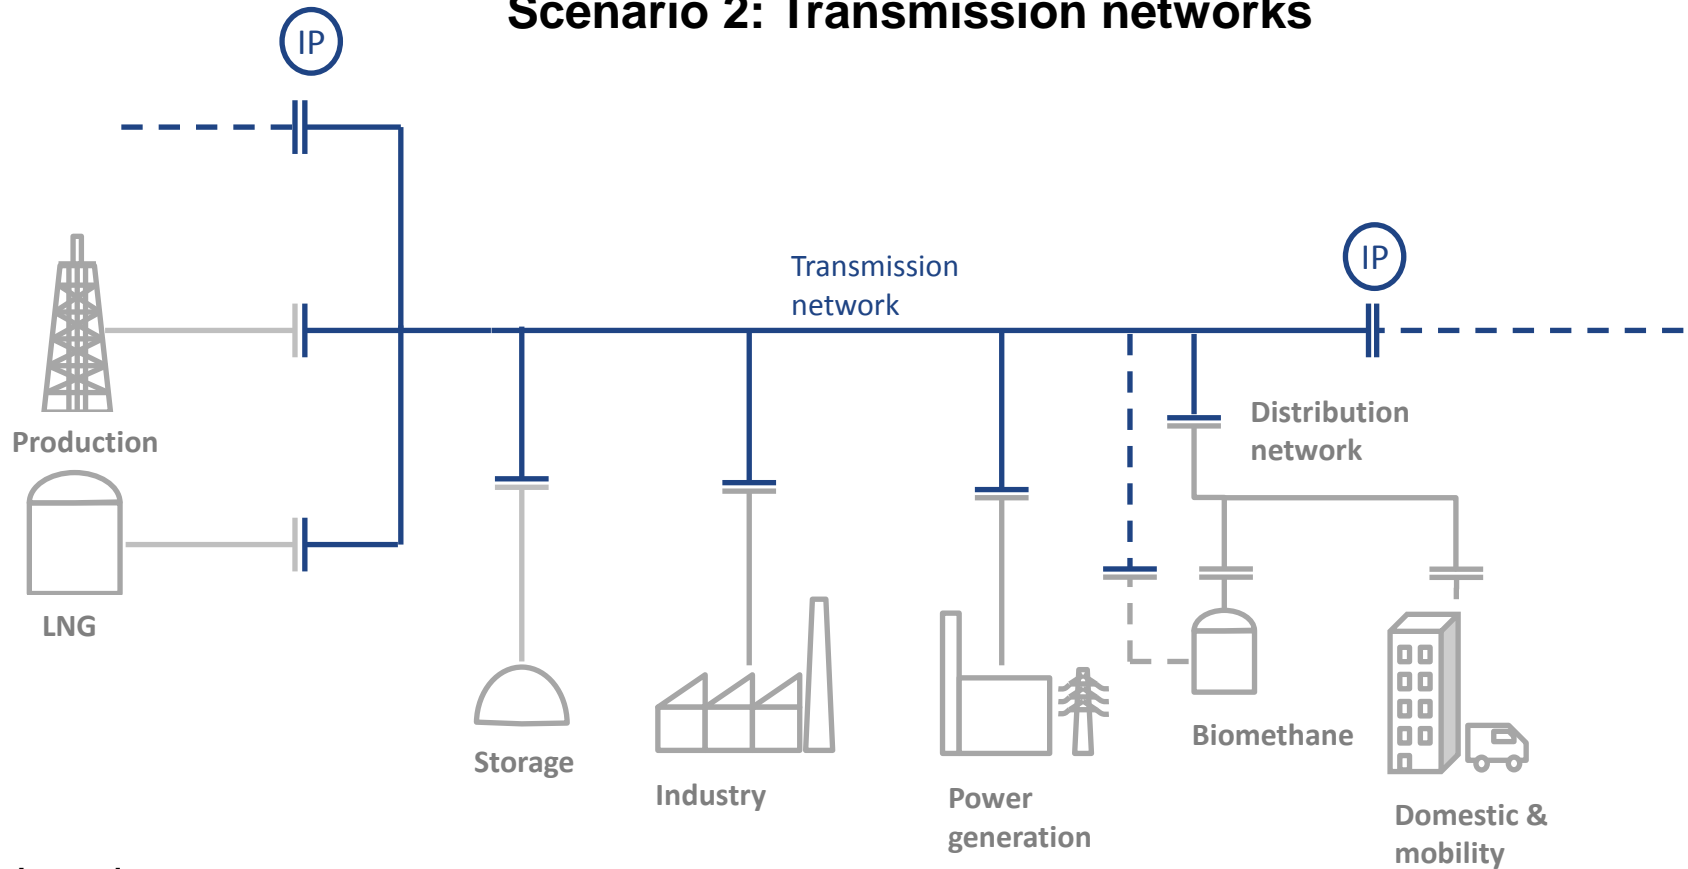 Scenario 2: Transmission networks
IP
IP
Transmission
network
Production
Distribution
network
LNG
Storage
Industry
Power
generation
Biomethane
Domestic &
mobility